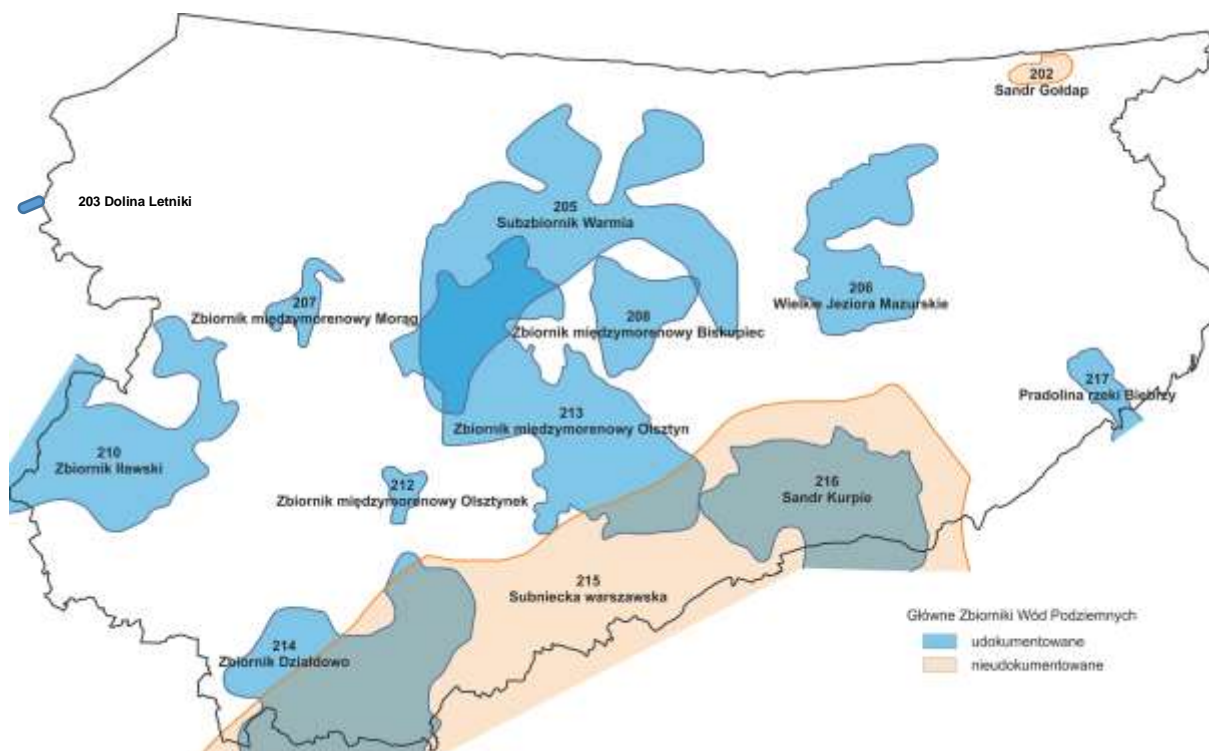 202
Sandr Gołdap
203 Dolina Letniki
205
Subzbiornik Warmia
206
Wielkie Jeziora Mazurskie
207
Zbiornik międzymorenowy Morąg
208
Zbiornik międzymorenowy Biskupiec
217
Pradolina rzeki Biebrzy
213
Zbiornik międzymorenowy Olsztyn
210
Zbiornik Iławski
212
Zbiornik międzymorenowy Olsztynek
216
Sandr Kurpie
215
Subniecka warszawska
214
Zbiornik Działdowo
Główne Zbiorniki Wód Podziemnych
udokumentowane
nieudokumentowane